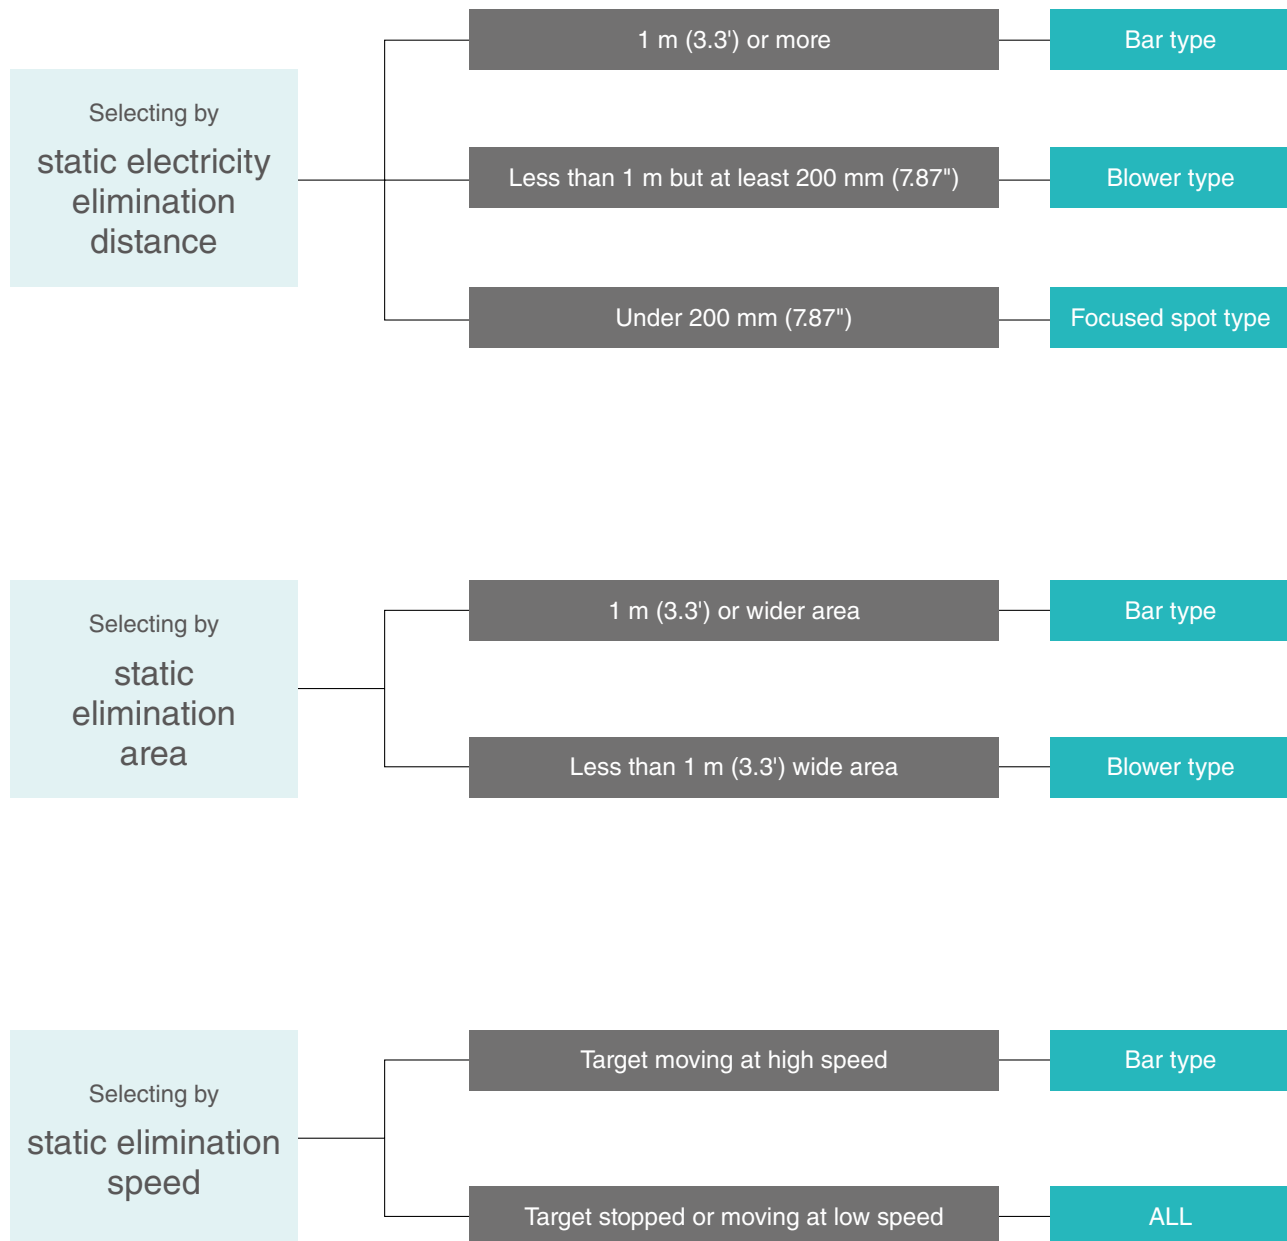 Selecting by
static electricity
elimination
distance
1 m (3.3') or more
Bar type
Less than 1 m but at least 200 mm (7.87")
Blower type
Under 200 mm (7.87")
Focused spot type
Selecting by
static
elimination
area
1 m (3.3') or wider area
Bar type
Less than 1 m (3.3') wide area
Blower type
Selecting by
static elimination
speed
Target moving at high speed
Bar type
Target stopped or moving at low speed
ALL